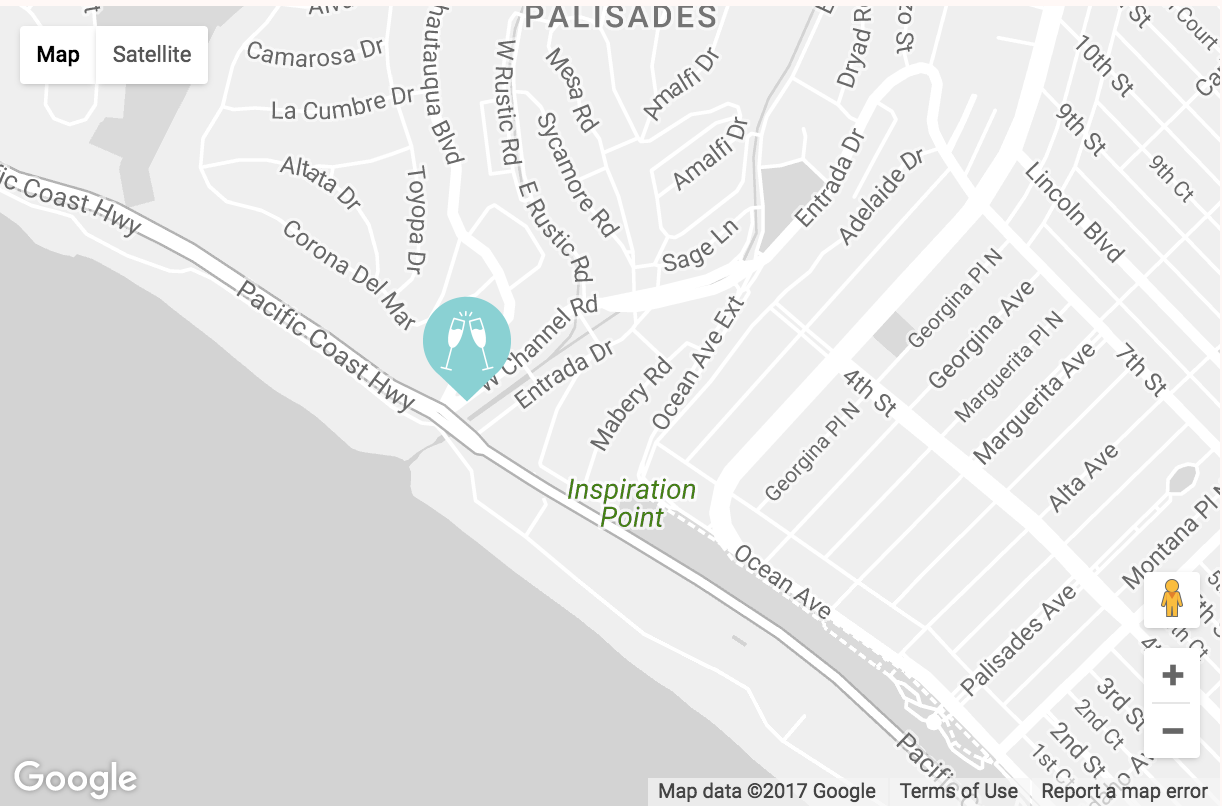 PALISADES
Map
Satellite
Camarosa Dr
La Cumbre Dr
Chautauqua Blvd
W Rustic Rd
Mesa Rd
Amalfi Dr
Dryad Rd
10th St
Court
Sycamore Rd
Amalfi Dr
9th St
9th Ct
Altata Dr
Toyopa Dr
E Rustic Rd
Entrada Dr
Adelaide Dr
Lincoln Blvd
Pacific Coast Hwy
Corona Del Mar
Sage Ln
Georgina Pl N
Georgina Ave
Marguerita Pl N
Marguerita Ave
7th St
Pacific Coast Hwy
W Channel Rd
Entrada Dr
Ocean Ave Ext
Mabery Rd
4th St
Georgina Pl N
Alta Ave
Montana Pl N
Inspiration
Point
Ocean Ave
Palisades Ave
3rd St
2nd Ct
2nd St
1st Ct
Pacific C
Google
Map data ©2017 Google
Terms of Use
Report a map error